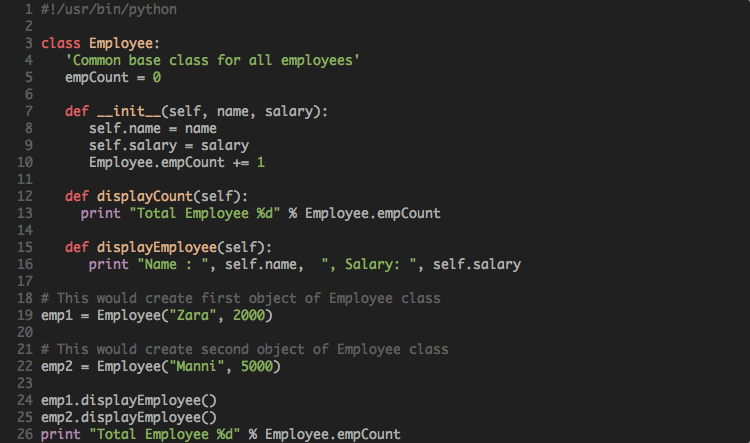 1 #!/usr/bin/python
2
3 class Employee:
4    'Common base class for all employees'
5    empCount = 0
6
7    def __init__(self, name, salary):
8       self.name = name
9       self.salary = salary
10       Employee.empCount += 1
11
12    def displayCount(self):
13      print "Total Employee %d" % Employee.empCount
14
15    def displayEmployee(self):
16       print "Name : ", self.name,  ", Salary: ", self.salary
17
18 # This would create first object of Employee class
19 emp1 = Employee("Zara", 2000)
20
21 # This would create second object of Employee class
22 emp2 = Employee("Manni", 5000)
23
24 emp1.displayEmployee()
25 emp2.displayEmployee()
26 print "Total Employee %d" % Employee.empCount